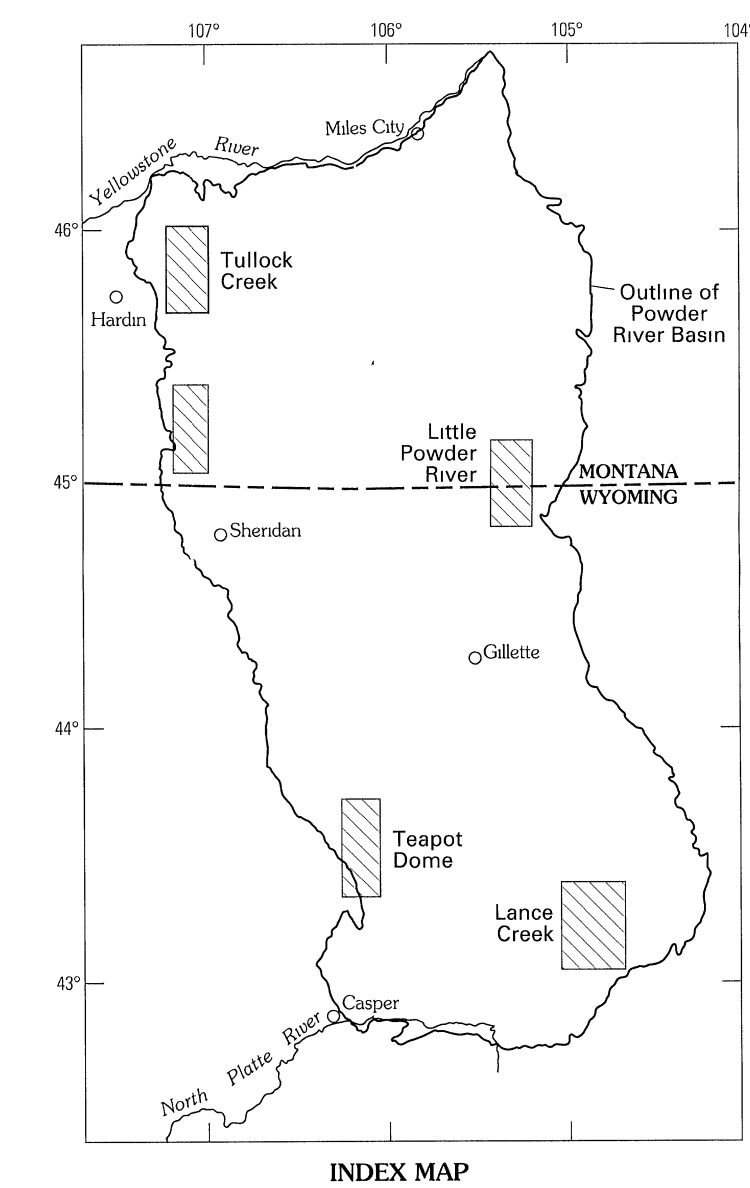 107° 106° 105° 104°
Miles City
Yellowstone River
46°
Tullock
Creek
Hardin
Outline of
Powder
River Basin
Little
Powder
River
45°
MONTANA
WYOMING
Sheridan
Gillette
44°
Teapot
Dome
Lance
Creek
43°
Casper
North Platte River
INDEX MAP